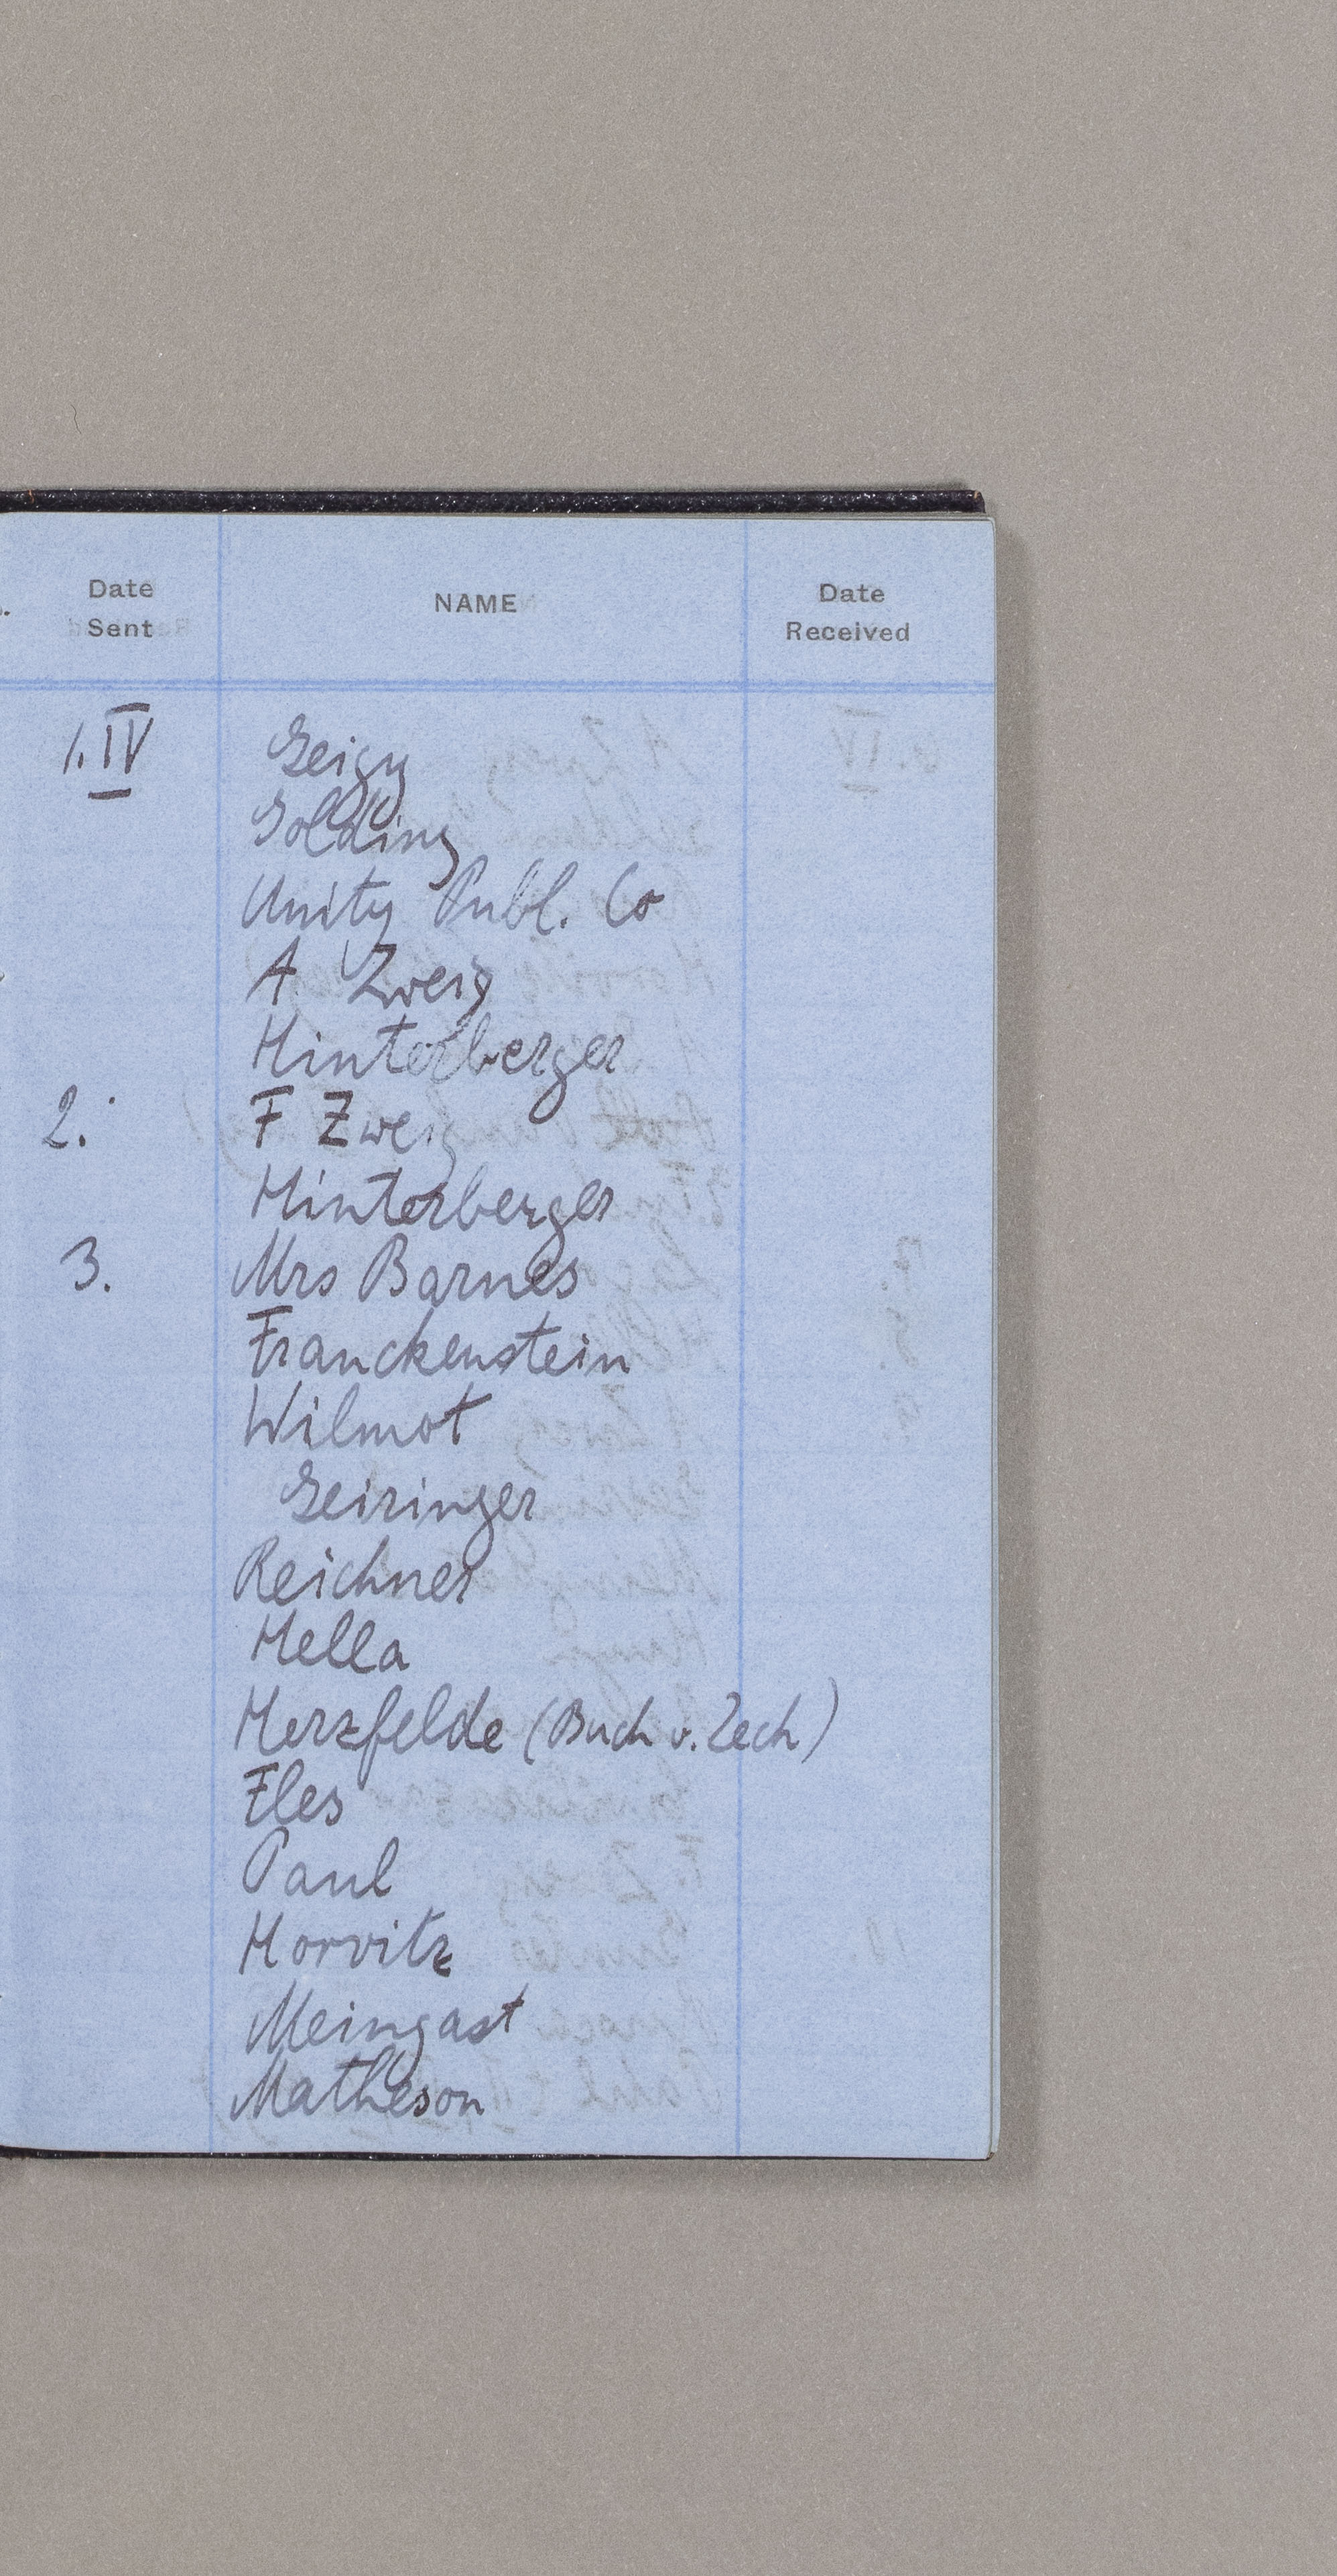 Date Sent NAME Date Received
1. IV Geigy
Golding
Unity Publ. Co
A Zweig
Hinterberger
2. F Zweig
Hinterberger
3. Mrs Barnes
Franckenstein
Wilmot
Geiringer
Reichner
Hella
Herzfelde (Buch v. Zech)
Eles
Paul
Horvitz
Meingast
Matheson